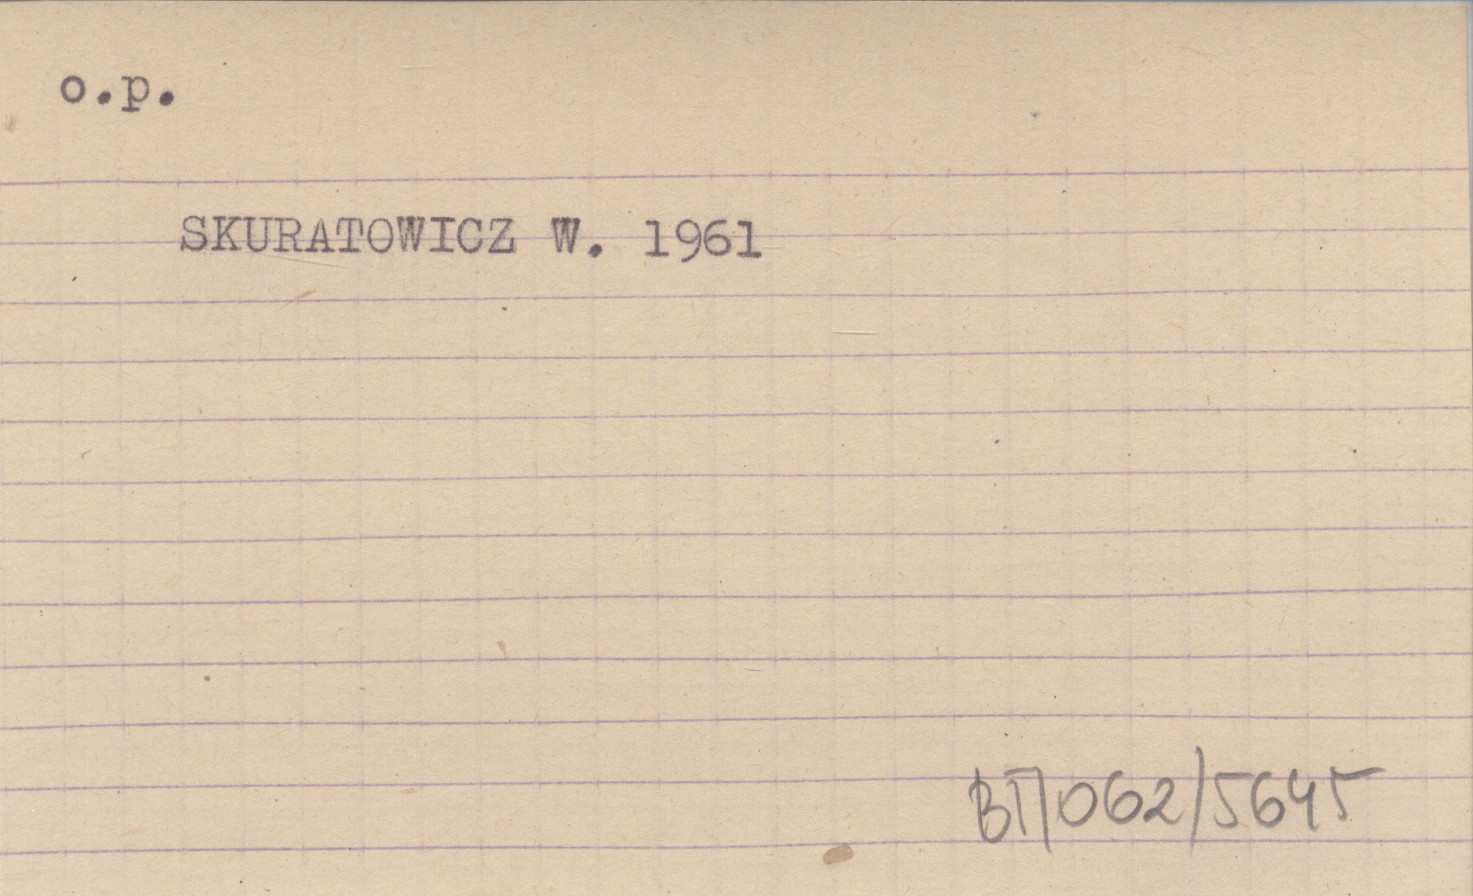 o.p.
SKURATOWICZ W. 1961
BT/062/5645